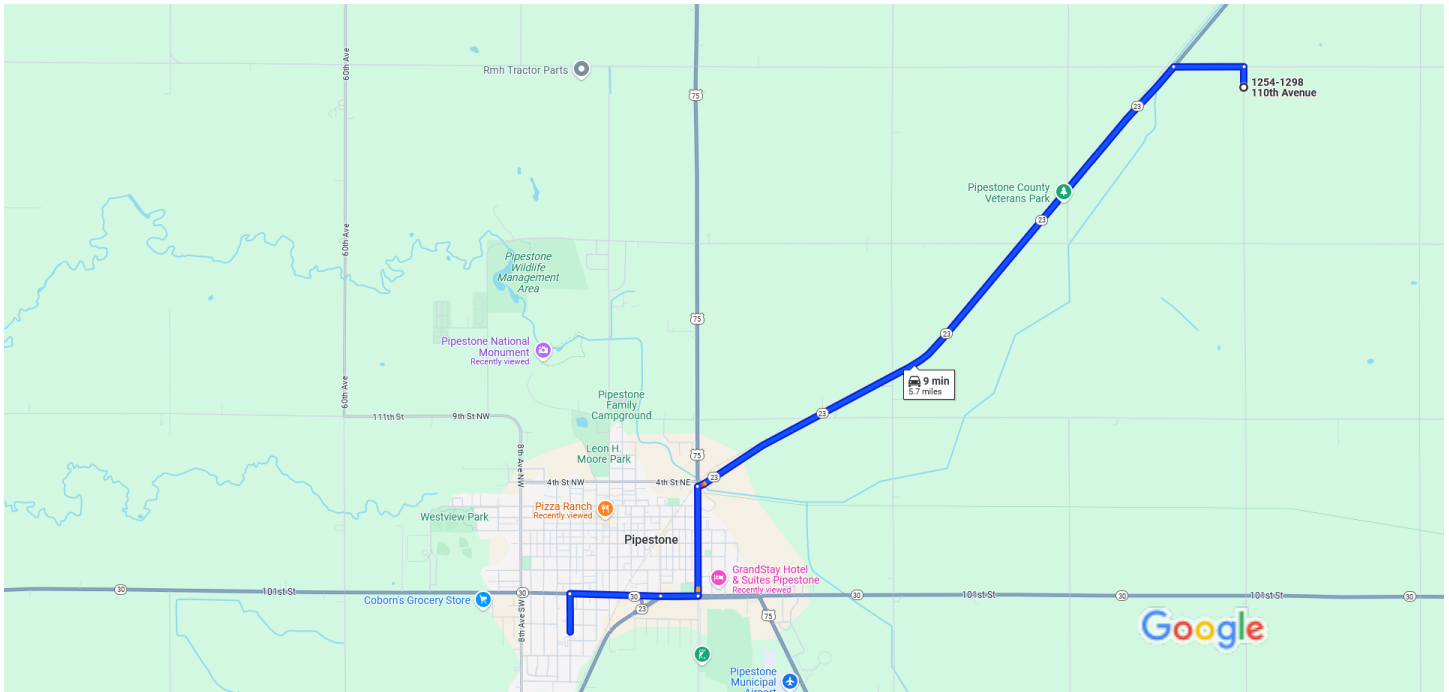 60th Ave
Rmh Tractor Parts
75
23
1254-1298
110th Avenue
Pipestone County
Veterans Park
60th Ave
23
Pipestone
Wildlife
Management
Area
75
23
Pipestone National
Monument
Recently viewed
9 min
5.7 miles
60th Ave
Pipestone
Family
Campground
111th St
9th St NW
23
8th Ave NW
Leon H.
Moore Park
75
23
4th St NW
4th St NE
Pizza Ranch
Recently viewed
Westview Park
Pipestone
GrandStay Hotel
& Suites Pipestone
Recently viewed
30
101st St
Coborn's Grocery Store
30
30
23
30
101st St
30
101st St
30
8th Ave SW
75
Google
Pipestone
Municipal